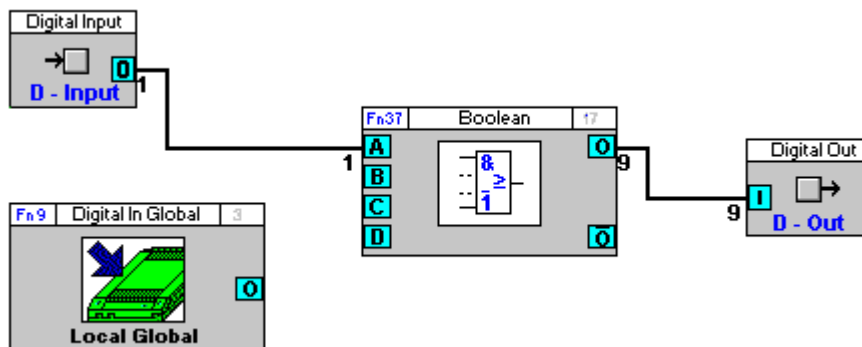 Digital Input
O
D - Input
1
Fn37 Boolean 17
A
1
B
C
D
&
≥
1
O
9
O
Digital Out
I
9
D - Out
Fn9 Digital In Global 3
O
Local Global